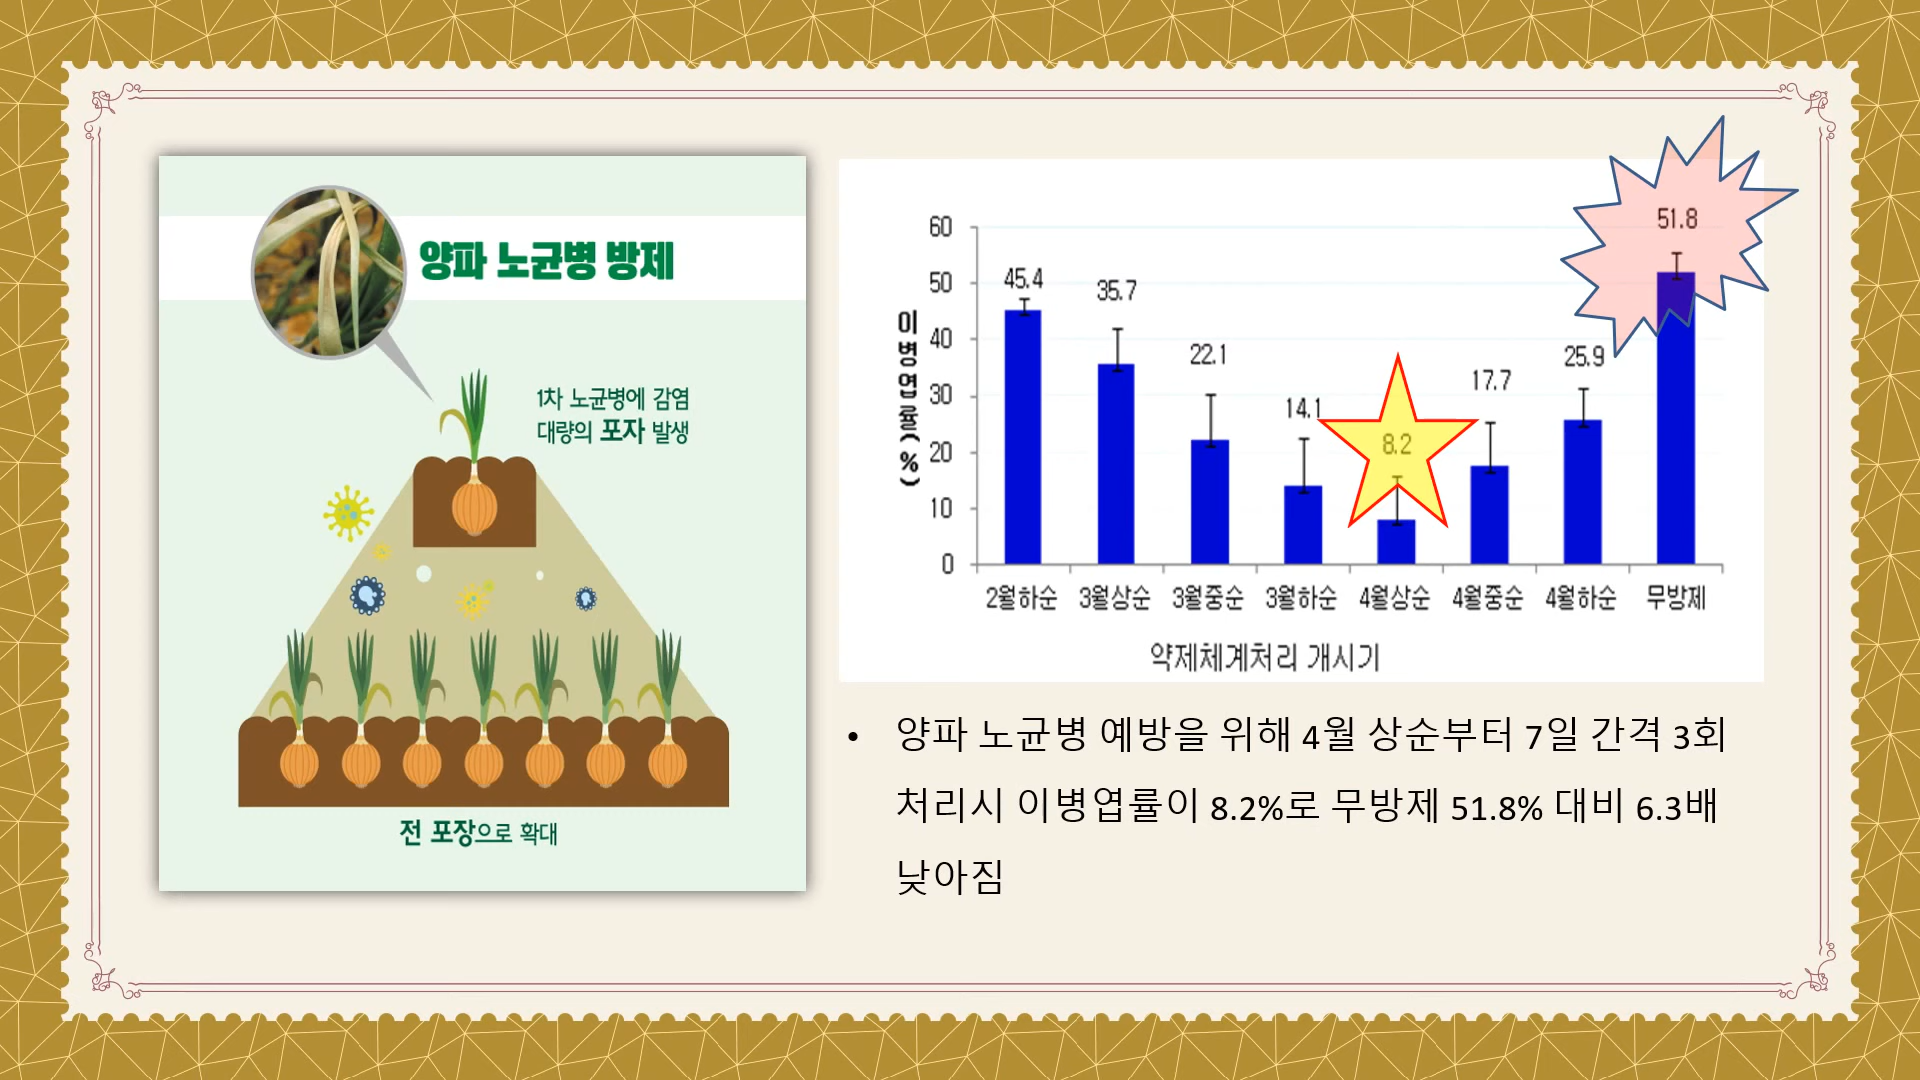 양파 노균병 방제
1차 노균병에 감염
대량의 포자 발생
전 포장으로 확대
이병엽률(%)
60
50
40
30
20
10
0
45.4
35.7
22.1
14.1
8.2
17.7
25.9
51.8
2월하순 3월상순 3월중순 3월하순 4월상순 4월중순 4월하순 무방제
약제체계처리 개시기
• 양파 노균병 예방을 위해 4월 상순부터 7일 간격 3회
처리시 이병엽률이 8.2%로 무방제 51.8% 대비 6.3배
낮아짐